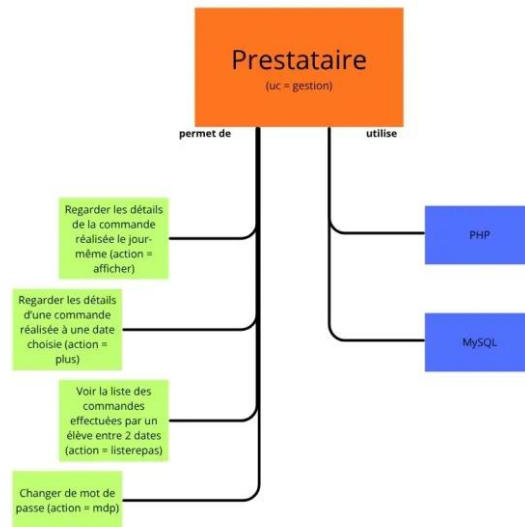 Prestataire
(uc = gestion)
permet de
utilise
Regarder les détails
de la commande
réalisée le jour-
même (action =
afficher)
PHP
Regarder les détails
d'une commande
réalisée à une date
choisie (action =
plus)
MySQL
Voir la liste des
commandes
effectuées par un
élève entre 2 dates
(action = listerepas)
Changer de mot de
passe (action = mdp)